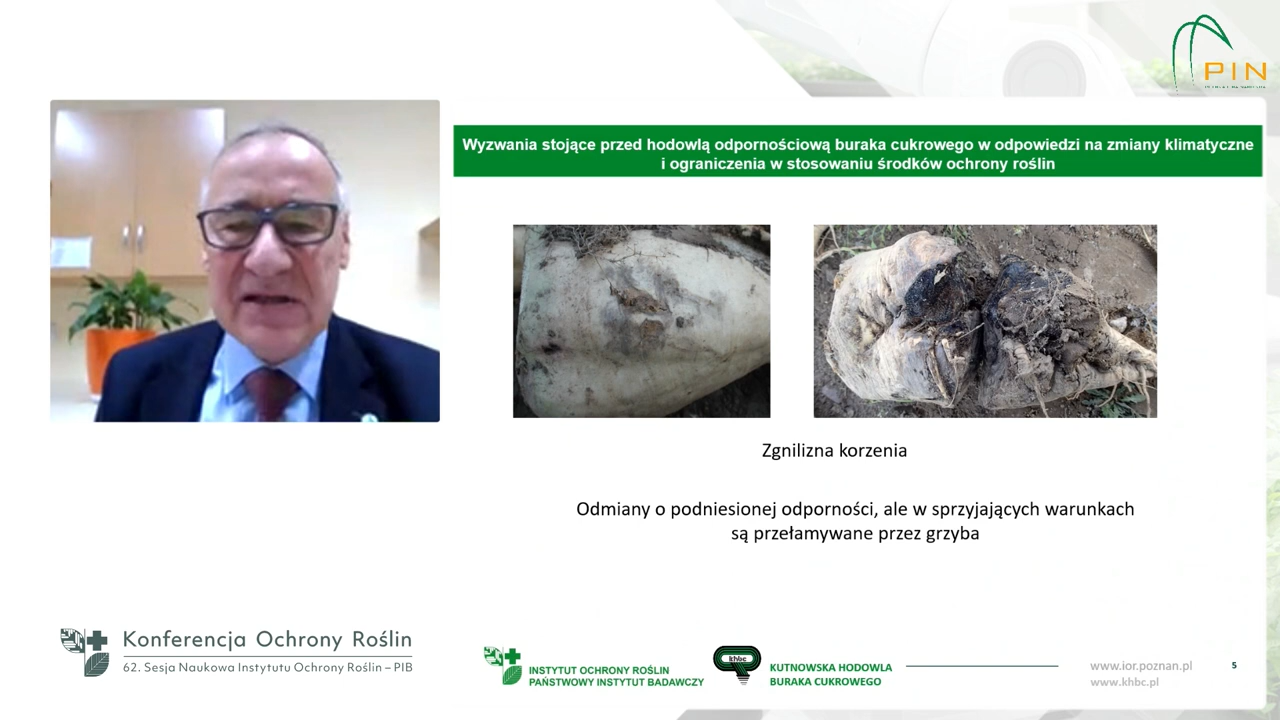 PIN
Wyzwania stojące przed hodowlą odpornościową buraka cukrowego w odpowiedzi na zmiany klimatyczne
i ograniczenia w stosowaniu środków ochrony roślin
Zgnilizna korzenia
Odmiany o podniesionej odporności, ale w sprzyjających warunkach
są przełamywane przez grzyba
Konferencja Ochrony Roślin
62. Sesja Naukowa Instytutu Ochrony Roślin – PIB
INSTYTUT OCHRONY ROŚLIN
PAŃSTWOWY INSTYTUT BADAWCZY
khbc
KUTNOWSKA HODOWLA
BURAKA CUKROWEGO
www.ior.poznan.pl
www.khbc.pl
5